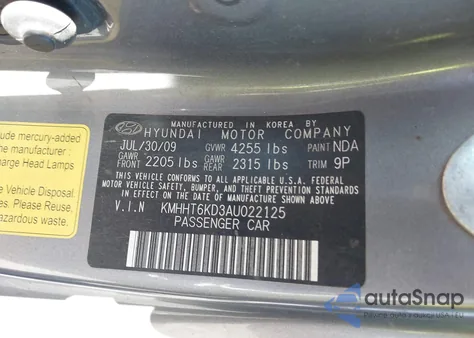 ude mercury-added
he manufacturer.
harge Head Lamps
e Vehicle Disposal.
Please Reuse.
MANUFACTURED IN KOREA BY
HYUNDAI MOTOR COMPANY
JUL/30/09 GVWR 4255 lbs PAINT NDA
GAWR FRONT 2205 lbs GAWR REAR 2315 lbs TRIM 9P
THIS VEHICLE CONFORMS TO ALL APPLICABLE FEDERAL MOTOR
VEHICLE SAFETY, BUMPER, AND THEFT PREVENTION STANDARDS
IN EFFECT ON THE DATE OF MANUFACTURE SHOWN ABOVE.
V.I.N KMHHT6KD3AU022125
PASSENGER CAR
autoSnap